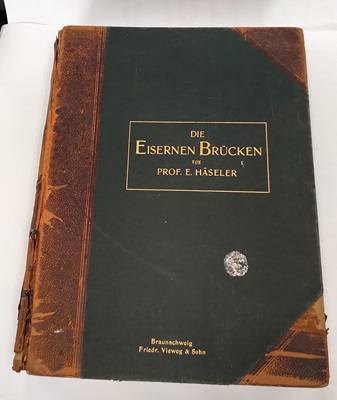 DIE
EISERNEN BRÜCKEN
VON
PROF. E. HÄSELER
Braunschweig
Friedr. Vieweg & Sohn